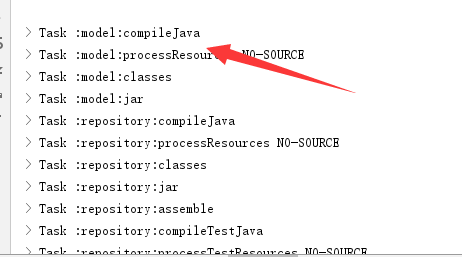 > Task :model:compileJava
> Task :model:processResources NO-SOURCE
> Task :model:classes
> Task :model:jar
> Task :repository:compileJava
> Task :repository:processResources NO-SOURCE
> Task :repository:classes
> Task :repository:jar
> Task :repository:assemble
> Task :repository:compileTestJava
> Task :repository:processTestResources NO-SOURCE